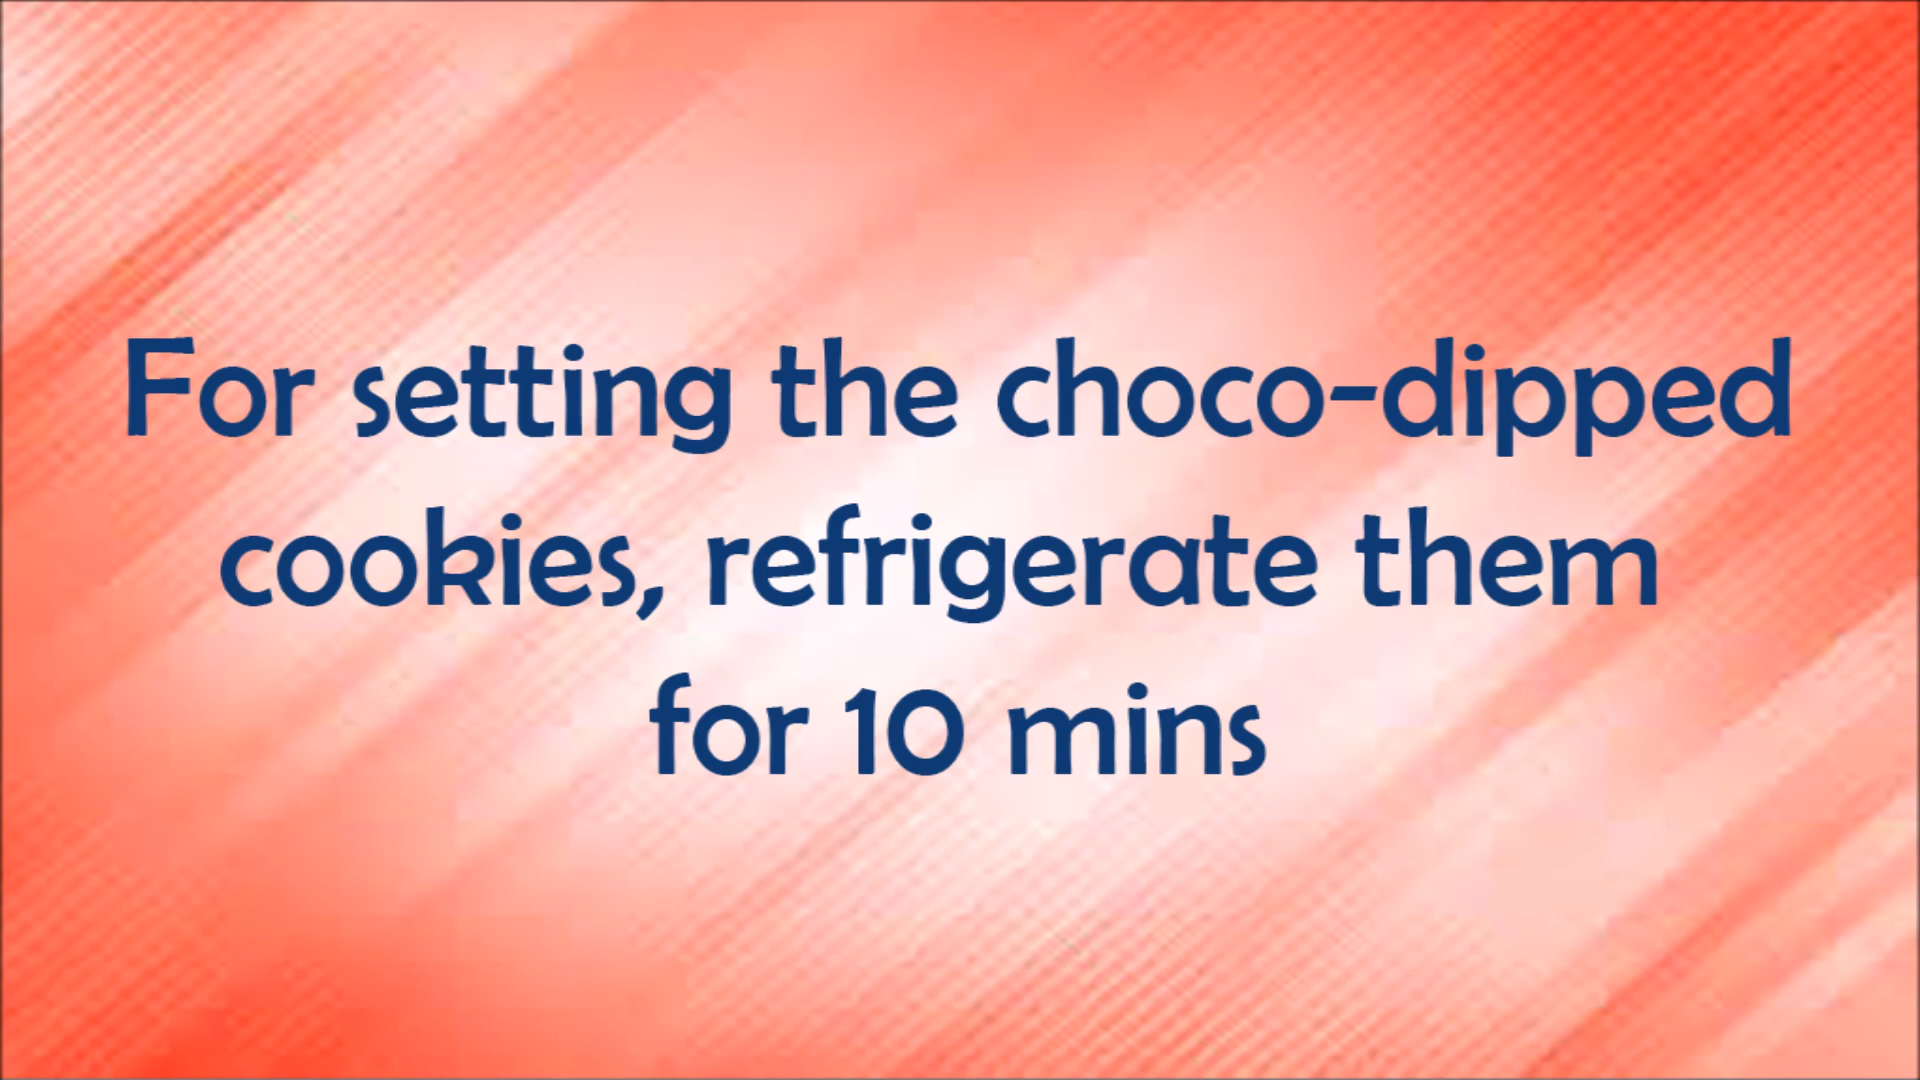 For setting the choco-dipped
cookies, refrigerate them
for 10 mins